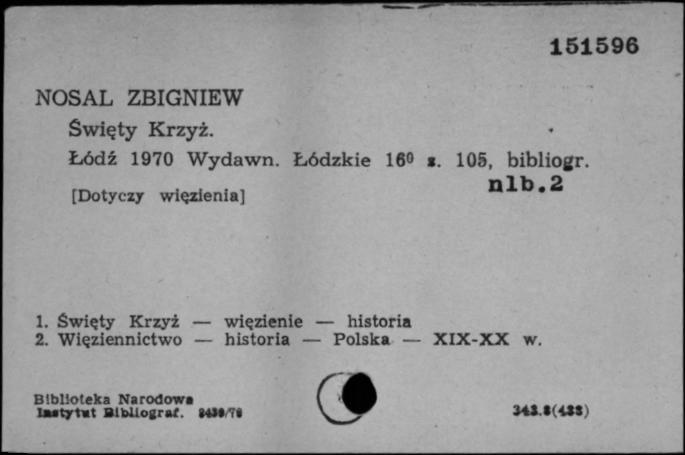 151596
NOSAL ZBIGNIEW
Święty Krzyż.
Łódź 1970 Wydawn. Łódzkie 16⁰ s. 105, bibliogr.
nlb.2
[Dotyczy więzienia]
1. Święty Krzyż — więzienie — historia
2. Więziennictwo — historia — Polska — XIX-XX w.
Biblioteka Narodowa
Instytut Bibliograf.